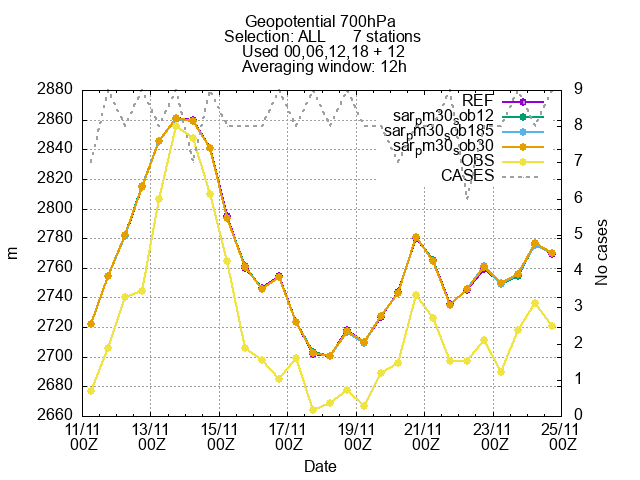 Geopotential 700hPa
Selection: ALL 7 stations
Used 00,06,12,18 + 12
Averaging window: 12h
2880
2860
2840
2820
2800
2780
2760
2740
2720
2700
2680
2660
m
9
8
7
6
5
4
3
2
1
0
No cases
REF
sarpm30sob12
sarpm30sob185
sarpm30sob30
OBS
CASES
11/11 13/11 15/11 17/11 19/11 21/11 23/11 25/11
00Z 00Z 00Z 00Z 00Z 00Z 00Z 00Z
Date